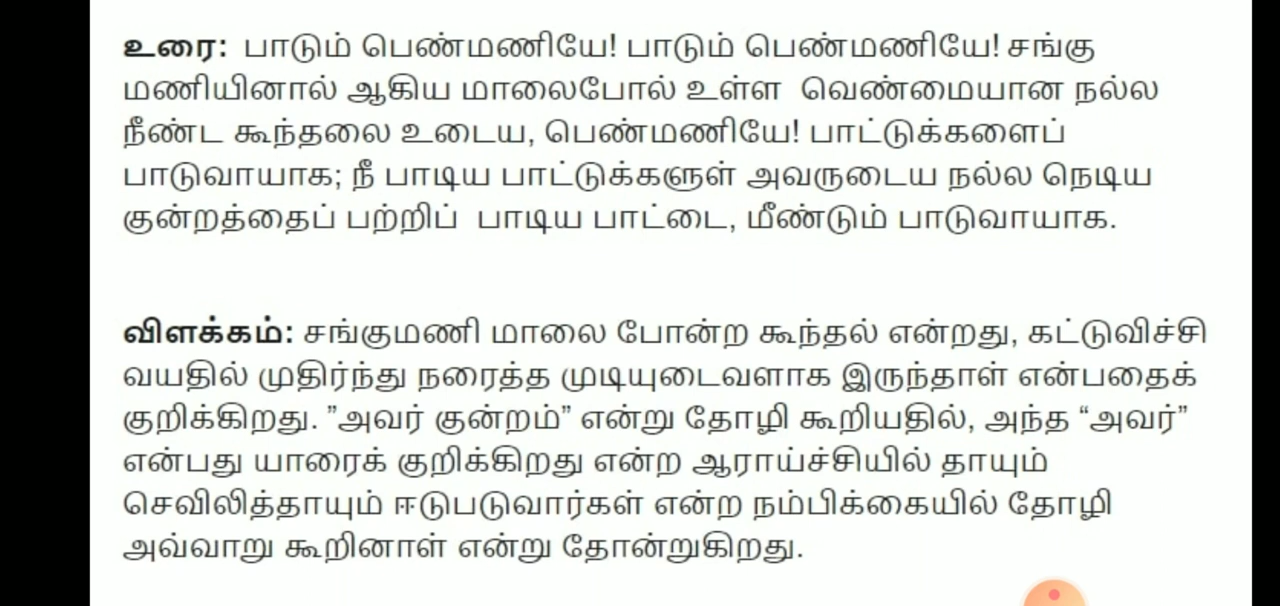 உரை: பாடும் பெண்மணியே! பாடும் பெண்மணியே! சங்கு
மணியினால் ஆகிய மாலைபோல் உள்ள வெண்மையான நல்ல
நீண்ட கூந்தலை உடைய, பெண்மணியே! பாட்டுக்களைப்
பாடுவாயாக; நீ பாடிய பாட்டுக்களுள் அவருடைய நல்ல நெடிய
குன்றத்தைப் பற்றிப் பாடிய பாட்டை, மீண்டும் பாடுவாயாக.
விளக்கம்: சங்குமணி மாலை போன்ற கூந்தல் என்றது, கட்டுவிச்சி
வயதில் முதிர்ந்து நரைத்த முடியுடைவளாக இருந்தாள் என்பதைக்
குறிக்கிறது. ”அவர் குன்றம்” என்று தோழி கூறியதில், அந்த “அவர்”
என்பது யாரைக் குறிக்கிறது என்ற ஆராய்ச்சியில் தாயும்
செவிலித்தாயும் ஈடுபடுவார்கள் என்ற நம்பிக்கையில் தோழி
அவ்வாறு கூறினாள் என்று தோன்றுகிறது.